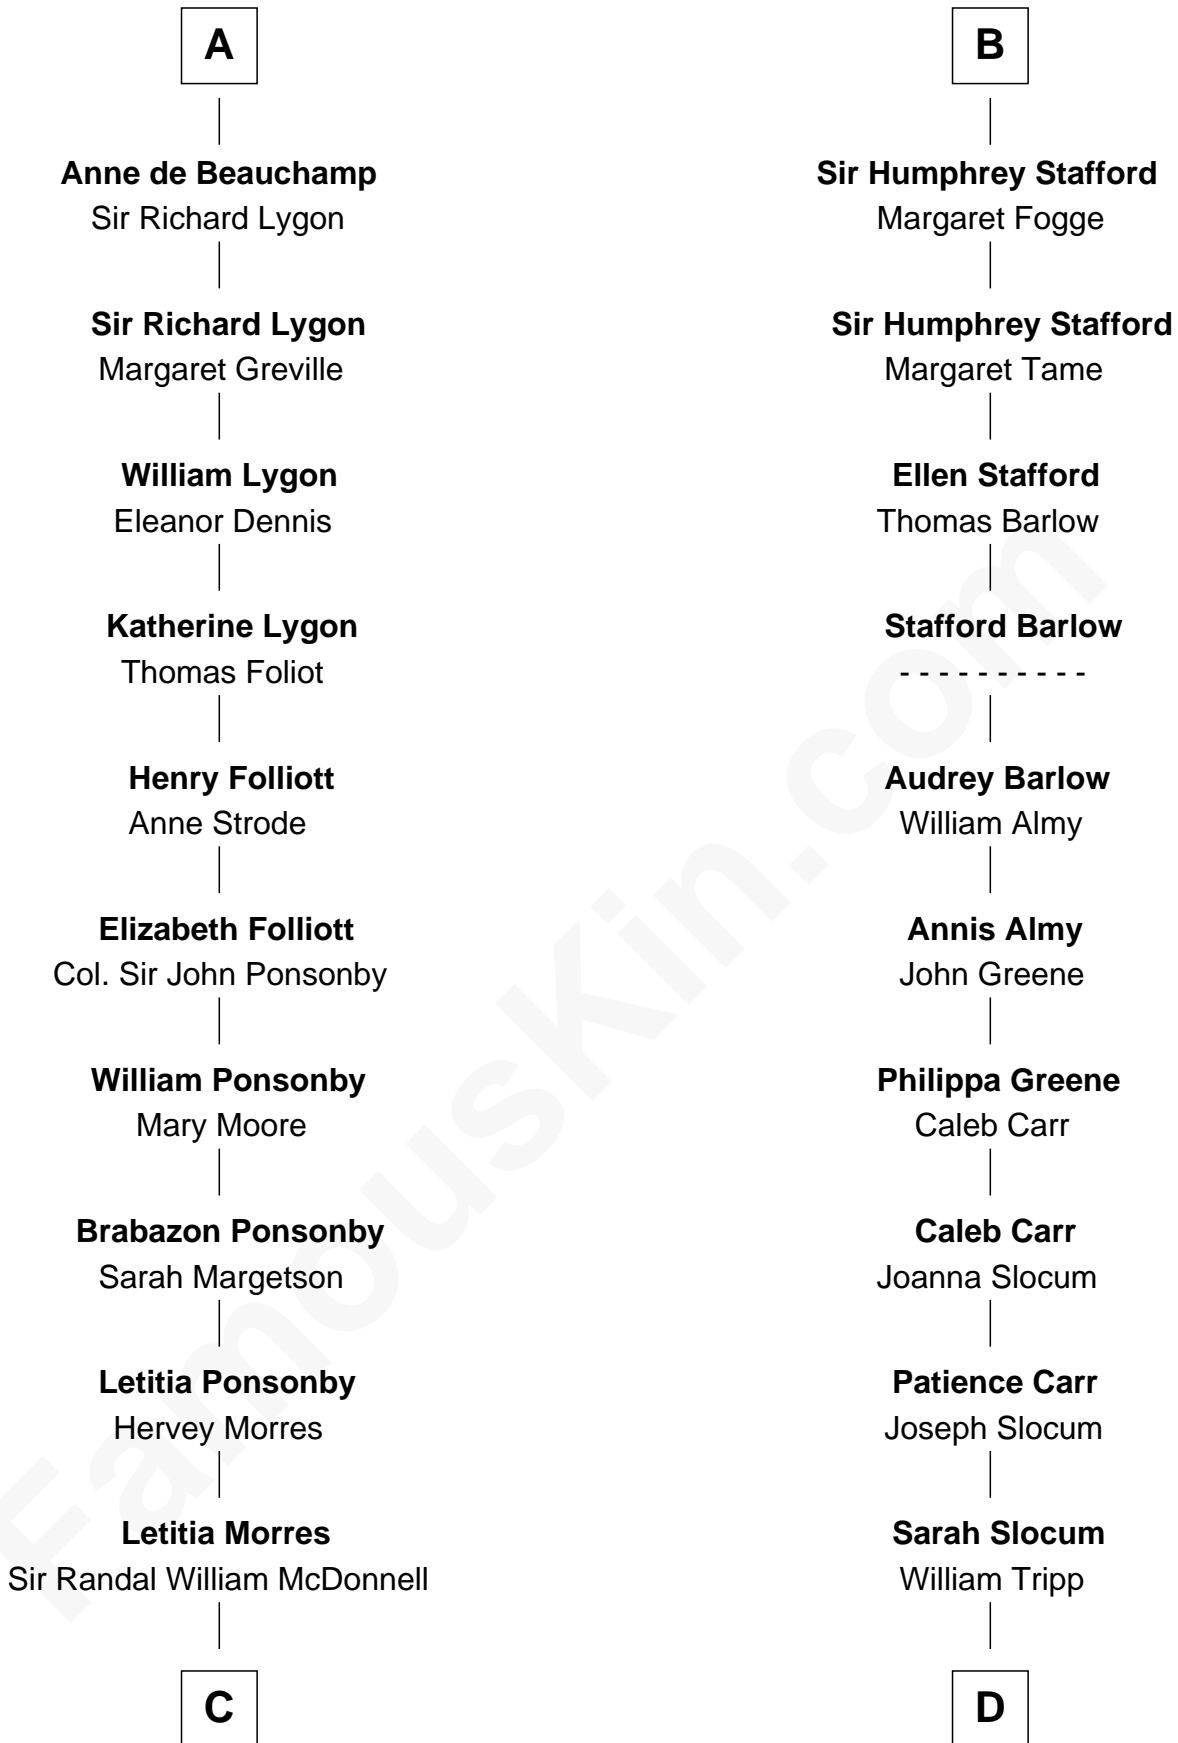 A
Anne de Beauchamp
Sir Richard Lygon
Sir Richard Lygon
Margaret Greville
William Lygon
Eleanor Dennis
Katherine Lygon
Thomas Foliot
Henry Folliott
Anne Strode
Elizabeth Folliott
Col. Sir John Ponsonby
William Ponsonby
Mary Moore
Brabazon Ponsonby
Sarah Margetson
Letitia Ponsonby
Hervey Morres
Letitia Morres
Sir Randal William McDonnell
C
B
Sir Humphrey Stafford
Margaret Fogge
Sir Humphrey Stafford
Margaret Tame
Ellen Stafford
Thomas Barlow
Stafford Barlow
- - - - - - - - - -
Audrey Barlow
William Almy
Annis Almy
John Greene
Philippa Greene
Caleb Carr
Caleb Carr
Joanna Slocum
Patience Carr
Joseph Slocum
Sarah Slocum
William Tripp
D
FamousKin.com